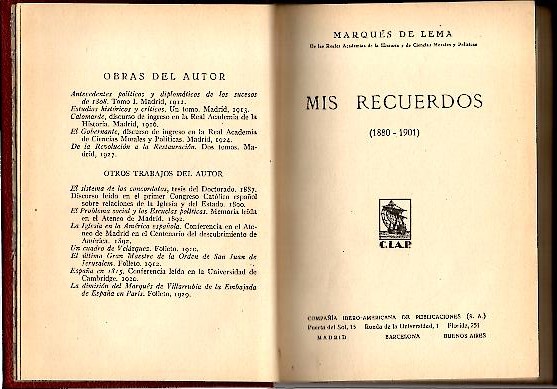 OBRAS DEL AUTOR
Antecedentes políticos y diplomáticos de los sucesos
de 1808. Tomo I. Madrid, 1912.
Estudios históricos y críticos. Un tomo. Madrid, 1913.
Calomarde, discurso de ingreso en la Real Academia de la
Historia. Madrid, 1916.
El Gobernante, discurso de ingreso en la Real Academia
de Ciencias Morales y Políticas. Madrid, 1924.
De la Revolución a la Restauración. Dos tomos. Ma-
drid, 1927.
OTROS TRABAJOS DEL AUTOR
El sistema de los concordatos, tesis del Doctorado. 1887.
Discurso leído en el primer Congreso Católico español
sobre relaciones de la Iglesia y del Estado. 1890.
El Problema social y las Escuelas políticas. Memoria leída
en el Ateneo de Madrid. 1892.
La Iglesia en la América española. Conferencia en el Ate-
neo de Madrid en el Centenario del descubrimiento de
América. 1892.
Un cuadro de Velázquez. Folleto. 1910.
El último Gran Maestre de la Orden de San Juan de
Jerusalem. Folleto. 1912.
España en 1815. Conferencia leída en la Universidad de
Cambridge. 1920.
La dimisión del Marqués de Villaurrutia de la Embajada
de España en París. Folleto, 1929.
MARQUÉS DE LEMA
De las Reales Academias de la Historia y de Ciencias Morales y Políticas
MIS RECUERDOS
(1880-1901)
C.I.A.P.
COMPAÑÍA IBERO-AMERICANA DE PUBLICACIONES (S. A.)
Puerta del Sol, 15 Ronda de la Universidad, 1 Florida, 251
MADRID BARCELONA BUENOS AIRES